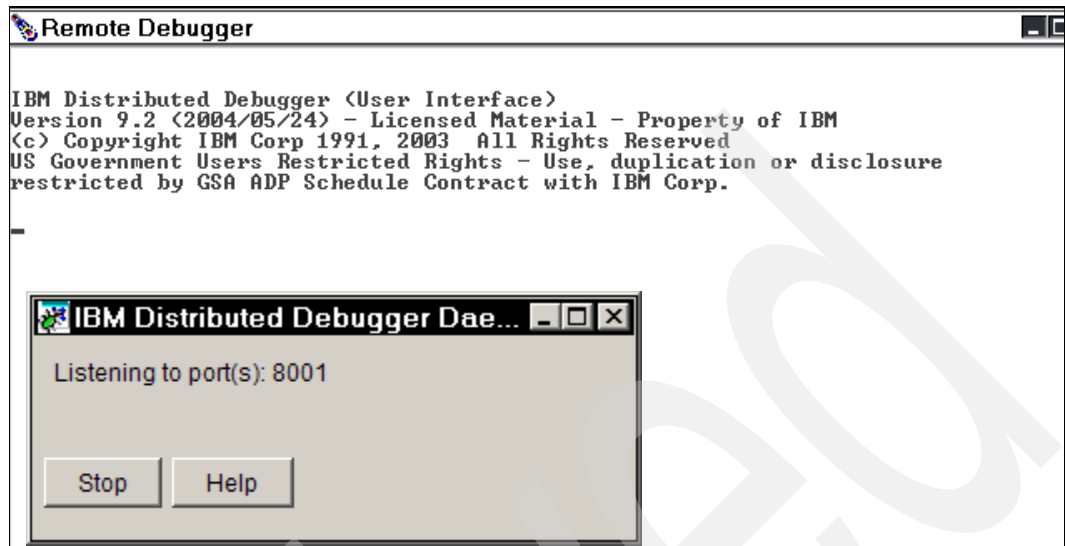 Remote Debugger
IBM Distributed Debugger (User Interface)
Version 9.2 (2004/05/24) - Licensed Material - Property of IBM
(c) Copyright IBM Corp 1991, 2003  All Rights Reserved
US Government Users Restricted Rights - Use, duplication or disclosure
restricted by GSA ADP Schedule Contract with IBM Corp.
IBM Distributed Debugger Dae...
Listening to port(s): 8001
Stop Help